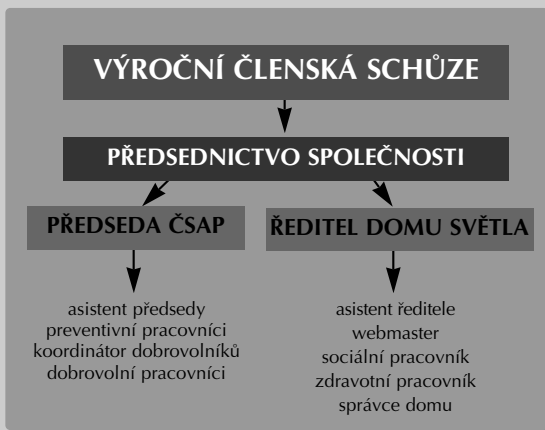 VÝROČNÍ ČLENSKÁ SCHŮZE
PŘEDSEDNICTVO SPOLEČNOSTI
PŘEDSEDA ČSAP
asistent předsedy
preventivní pracovníci
koordinátor dobrovolníků
dobrovolní pracovníci
ŘEDITEL DOMU SVĚTLA
asistent ředitele
webmaster
sociální pracovník
zdravotní pracovník
správce domu